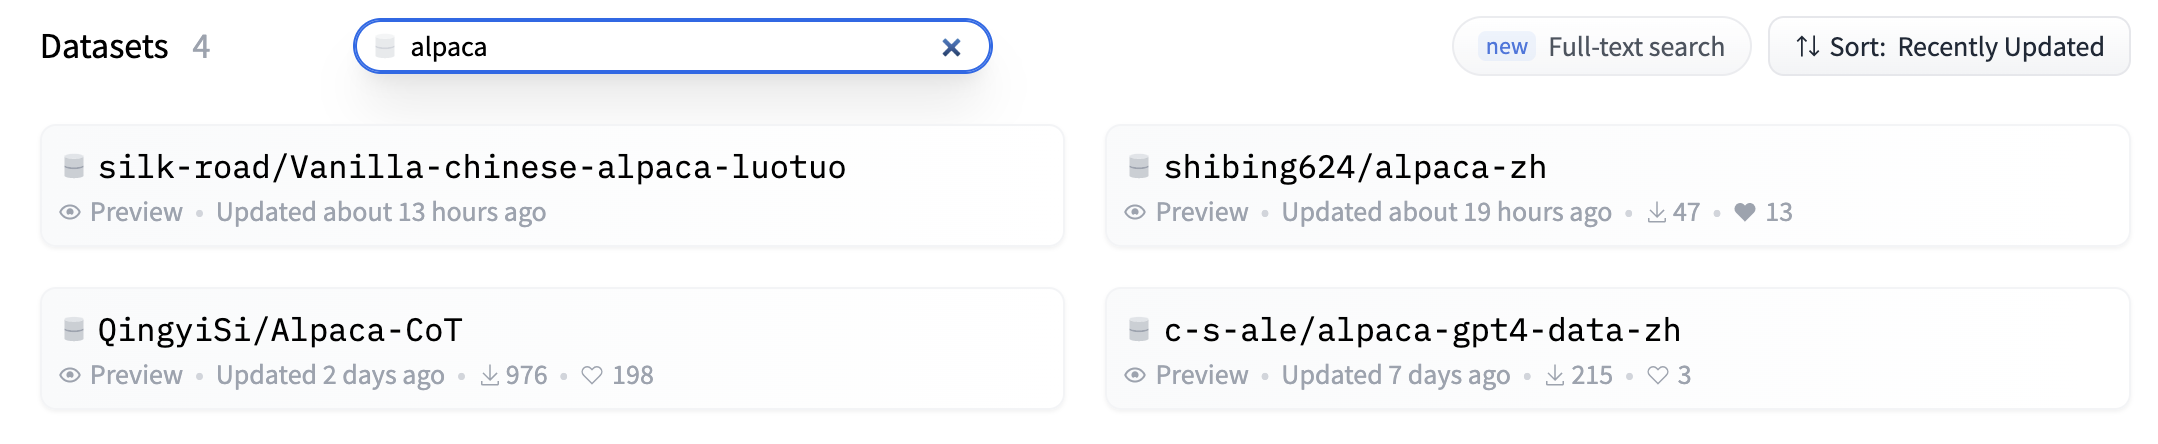 Datasets 4 alpaca new Full-text search Sort: Recently Updated
silk-road/Vanilla-chinese-alpaca-luotuo
Preview • Updated about 13 hours ago
shibing624/alpaca-zh
Preview • Updated about 19 hours ago • 47 • 13
QingyiSi/Alpaca-CoT
Preview • Updated 2 days ago • 976 • 198
c-s-ale/alpaca-gpt4-data-zh
Preview • Updated 7 days ago • 215 • 3